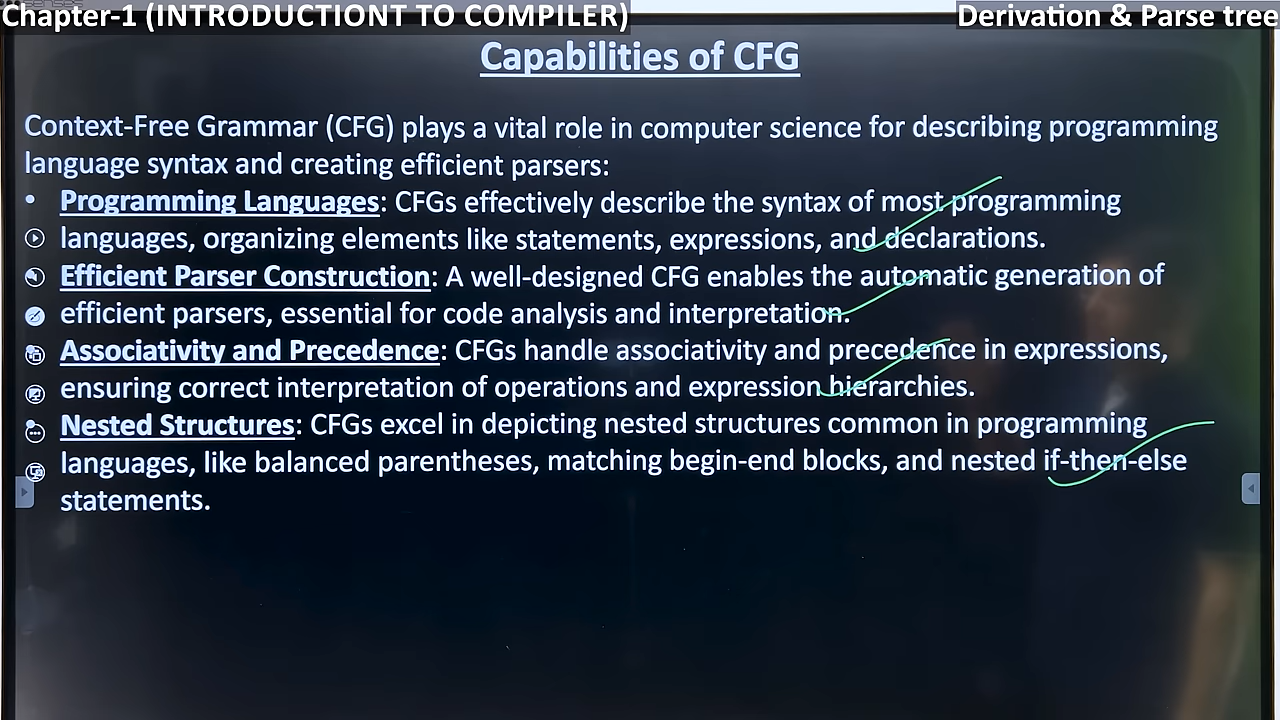 Chapter-1 (INTRODUCTIONT TO COMPILER)
Derivation & Parse tree
Capabilities of CFG
Context-Free Grammar (CFG) plays a vital role in computer science for describing programming
language syntax and creating efficient parsers:
• Programming Languages: CFGs effectively describe the syntax of most programming
languages, organizing elements like statements, expressions, and declarations.
Efficient Parser Construction: A well-designed CFG enables the automatic generation of
efficient parsers, essential for code analysis and interpretation.
Associativity and Precedence: CFGs handle associativity and precedence in expressions,
ensuring correct interpretation of operations and expression hierarchies.
Nested Structures: CFGs excel in depicting nested structures common in programming
languages, like balanced parentheses, matching begin-end blocks, and nested if-then-else
statements.